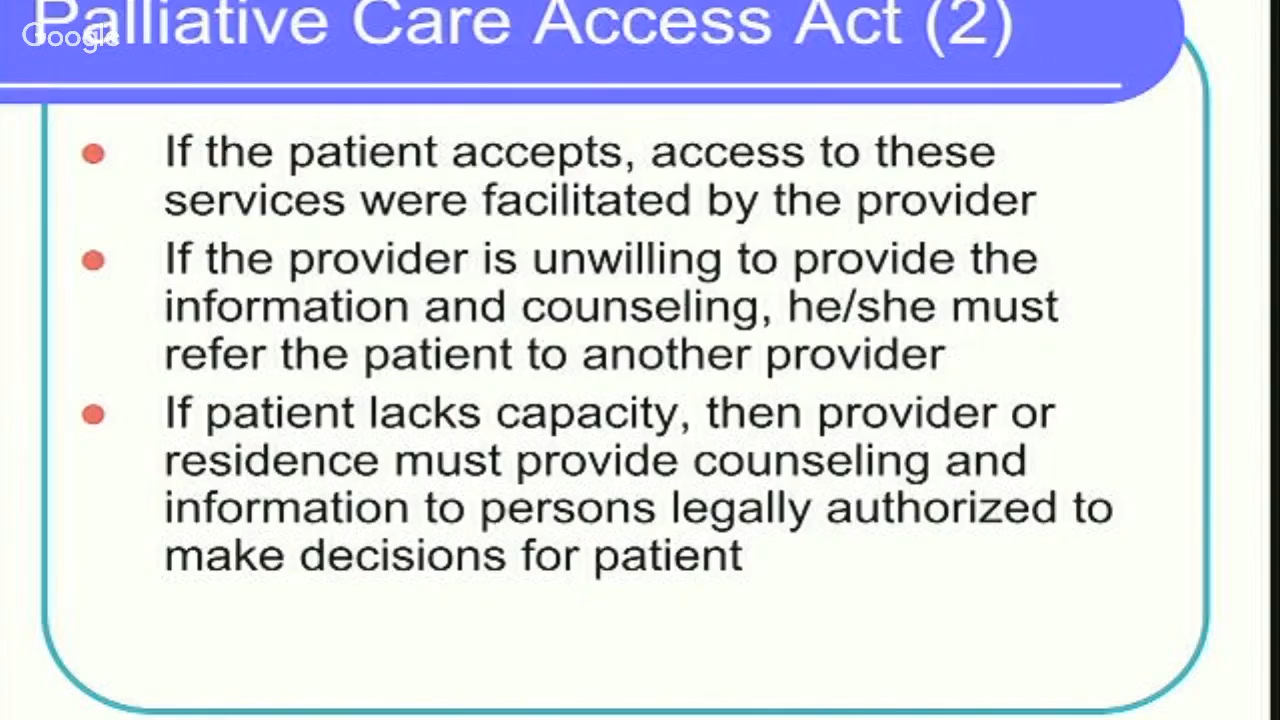 Palliative Care Access Act (2)
Google
If the patient accepts, access to these
services were facilitated by the provider
If the provider is unwilling to provide the
information and counseling, he/she must
refer the patient to another provider
If patient lacks capacity, then provider or
residence must provide counseling and
information to persons legally authorized to
make decisions for patient